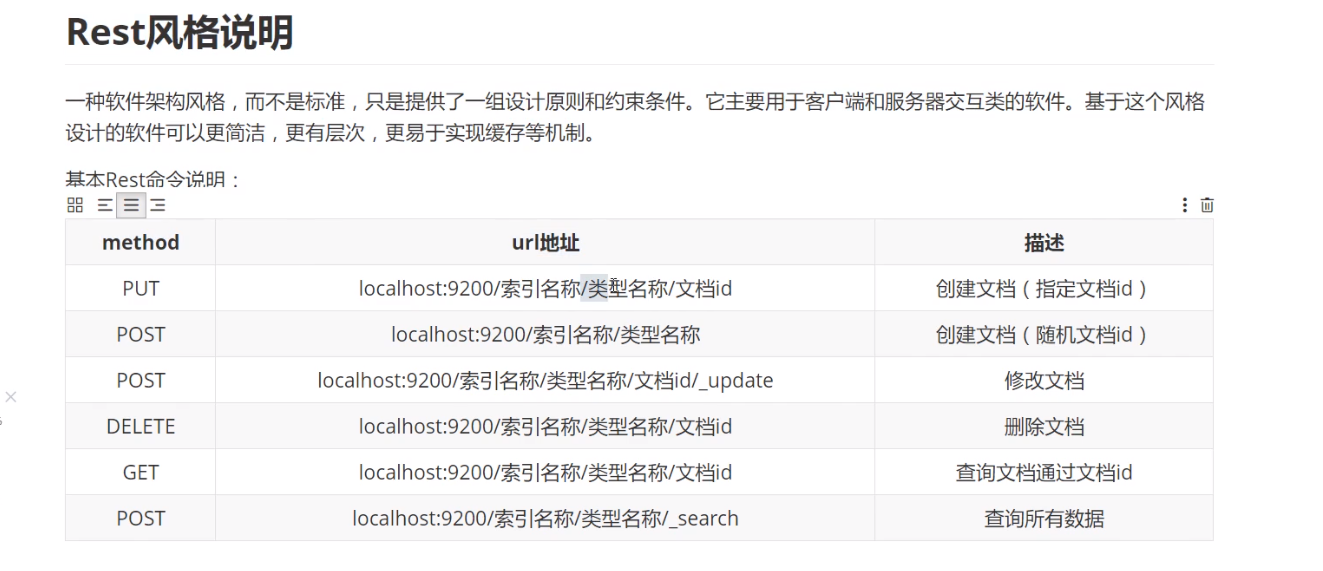 Rest风格说明
一种软件架构风格，而不是标准，只是提供了一组设计原则和约束条件。它主要用于客户端和服务器交互类的软件。基于这个风格
设计的软件可以更简洁，更有层次，更易于实现缓存等机制。
基本Rest命令说明：
method url地址 描述
PUT localhost:9200/索引名称/类型名称/文档id 创建文档（指定文档id）
POST localhost:9200/索引名称/类型名称 创建文档（随机文档id）
POST localhost:9200/索引名称/类型名称/文档id/_update 修改文档
DELETE localhost:9200/索引名称/类型名称/文档id 删除文档
GET localhost:9200/索引名称/类型名称/文档id 查询文档通过文档id
POST localhost:9200/索引名称/类型名称/_search 查询所有数据